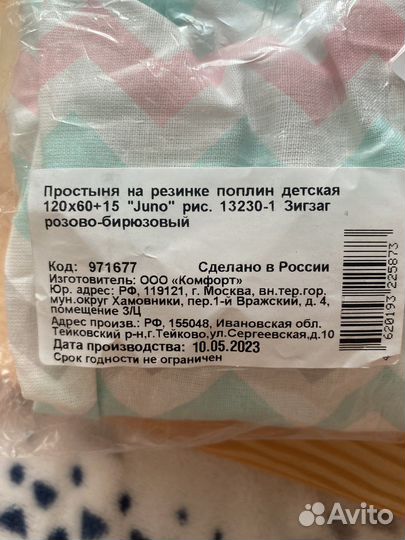 Простыня на резинке поплин детская
120х60+15 "Juno" рис. 13230-1 Зигзаг
розово-бирюзовый
Код: 971677 Сделано в России
Изготовитель: ООО «Комфорт»
Юр. адрес: РФ, 119121, г. Москва, вн.тер.гор.
мун.округ Хамовники, пер.1-й Вражский, д. 4,
помещение 3/Ц
Адрес произв.: РФ, 155048, Ивановская обл.
Тейковский р-н,г.Тейково,ул.Сергеевская,д.10
Дата производства: 10.05.2023
Срок годности не ограничен
4 620193 225873
Avito